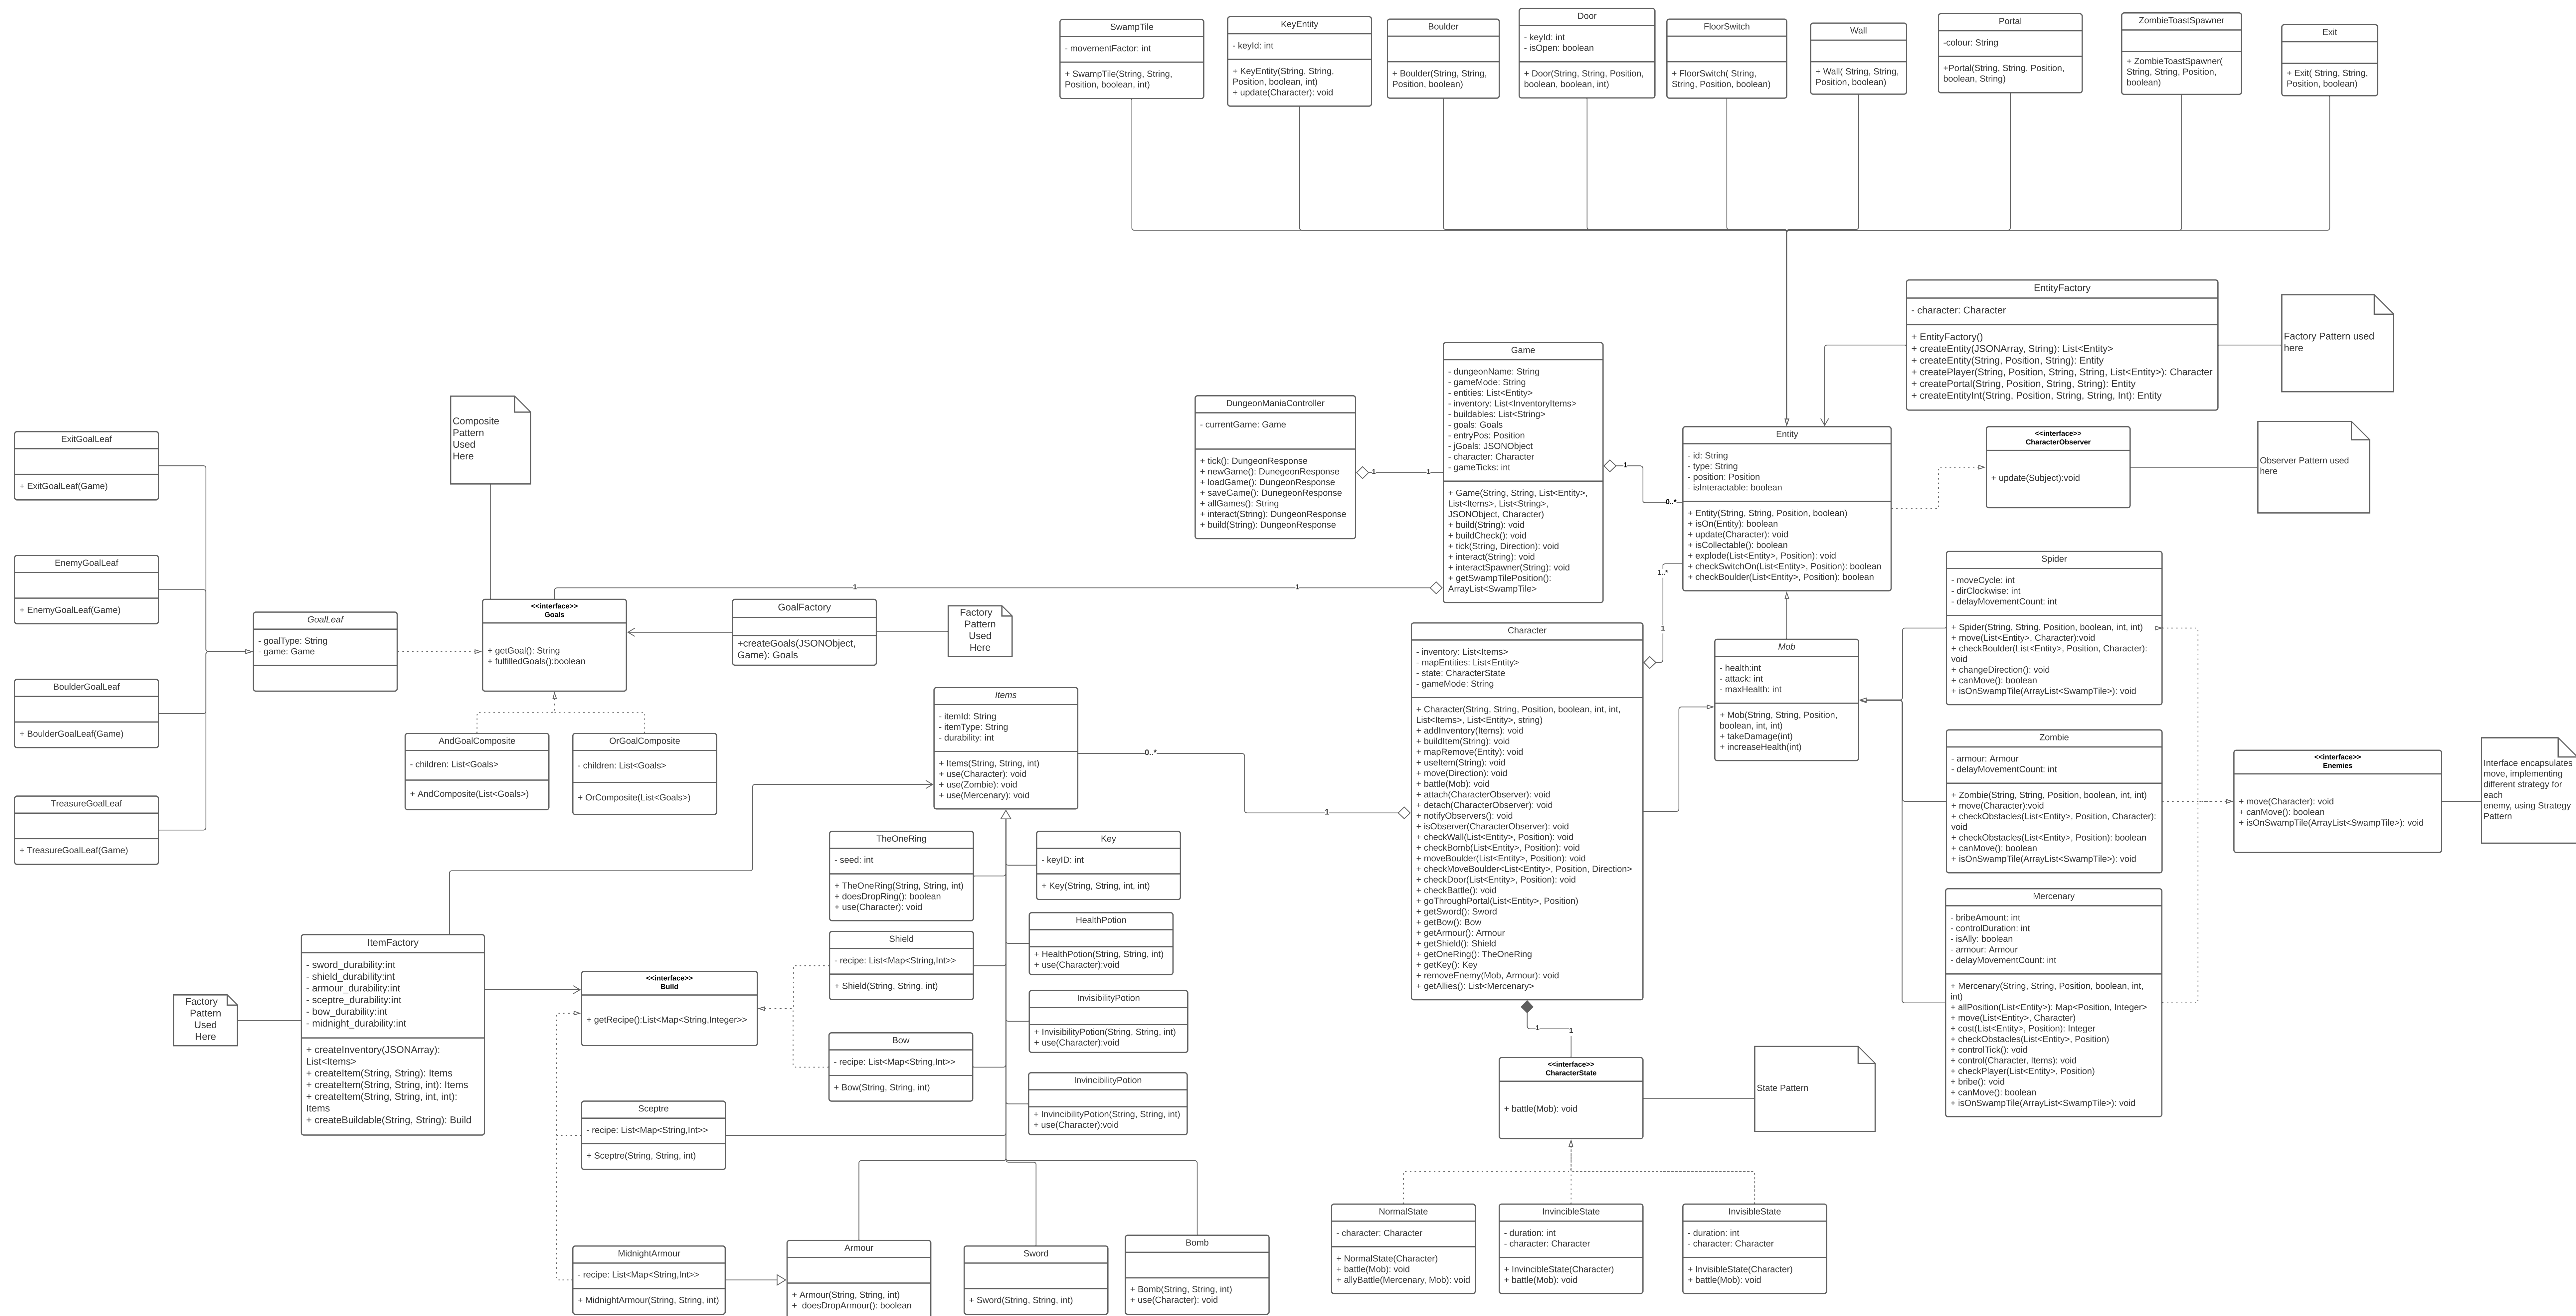 SwampTile
- movementFactor: int
+ SwampTile(String, String,
Position, boolean, int)
KeyEntity
- keyId: int
+ KeyEntity(String, String,
Position, boolean, int)
+ update(Character): void
Boulder
+ Boulder(String, String,
Position, boolean)
Door
- keyId: int
- isOpen: boolean
+ Door(String, String, Position,
boolean, boolean, int)
FloorSwitch
+ FloorSwitch( String,
String, Position, boolean)
Wall
+ Wall( String, String,
Position, boolean)
Portal
-colour: String
+Portal(String, String, Position,
boolean, String)
ZombieToastSpawner
+ ZombieToastSpawner(
String, String, Position,
boolean)
Exit
+ Exit( String, String,
Position, boolean)
EntityFactory
- character: Character
+ EntityFactory()
+ createEntity(JSONArray, String): List<Entity>
+ createEntity(String, Position, String): Entity
+ createPlayer(String, Position, String, String, List<Entity>): Character
+ createPortal(String, Position, String, String): Entity
+ createEntityInt(String, Position, String, String, Int): Entity
Factory Pattern used
here
Game
- dungeonName: String
- gameMode: String
- entities: List<Entity>
- inventory: List<InventoryItems>
- buildables: List<String>
- goals: Goals
- entryPos: Position
- jGoals: JSONObject
- character: Character
- gameTicks: int
+ Game(String, String, List<Entity>,
List<Items>, List<String>,
JSONObject, Character)
+ build(String): void
+ buildCheck(): void
+ tick(String, Direction): void
+ interact(String): void
+ interactSpawner(String): void
+ getSwampTilePosition():
ArrayList<SwampTile>
DungeonManiaController
- currentGame: Game
+ tick(): DungeonResponse
+ newGame(): DunegeonResponse
+ loadGame(): DungeonResponse
+ saveGame(): DunegeonResponse
+ allGames(): String
+ interact(String): DungeonResponse
+ build(String): DungeonResponse
1
1
1
0..*
Entity
- id: String
- type: String
- position: Position
- isInteractable: boolean
+ Entity(String, String, Position, boolean)
+ isOn(Entity): boolean
+ update(Character): void
+ isCollectable(): boolean
+ explode(List<Entity>, Position): void
+ checkSwitchOn(List<Entity>, Position): boolean
+ checkBoulder(List<Entity>, Position): boolean
<<interface>>
CharacterObserver
+ update(Subject):void
Observer Pattern used
here
Composite
Pattern
Used
Here
ExitGoalLeaf
+ ExitGoalLeaf(Game)
EnemyGoalLeaf
+ EnemyGoalLeaf(Game)
BoulderGoalLeaf
+ BoulderGoalLeaf(Game)
TreasureGoalLeaf
+ TreasureGoalLeaf(Game)
GoalLeaf
- goalType: String
- game: Game
<<interface>>
Goals
+ getGoal(): String
+ fulfilledGoals():boolean
1
1
GoalFactory
+createGoals(JSONObject,
Game): Goals
Factory
Pattern
Used
Here
AndGoalComposite
- children: List<Goals>
+ AndComposite(List<Goals>)
OrGoalComposite
- children: List<Goals>
+ OrComposite(List<Goals>)
Items
- itemId: String
- itemType: String
- durability: int
+ Items(String, String, int)
+ use(Character): void
+ use(Zombie): void
+ use(Mercenary): void
0..*
1
1..*
1
Character
- inventory: List<Items>
- mapEntities: List<Entity>
- state: CharacterState
- gameMode: String
+ Character(String, String, Position, boolean, int, int,
List<Items>, List<Entity>, string)
+ addInventory(Items): void
+ buildItem(String): void
+ mapRemove(Entity): void
+ useItem(String): void
+ move(Direction): void
+ battle(Mob): void
+ attach(CharacterObserver): void
+ detach(CharacterObserver): void
+ notifyObservers(): void
+ isObserver(CharacterObserver): void
+ checkWall(List<Entity>, Position): void
+ checkBomb(List<Entity>, Position): void
+ moveBoulder(List<Entity>, Position): void
+ checkMoveBoulder<List<Entity>, Position, Direction>
+ checkDoor(List<Entity>, Position): void
+ checkBattle(): void
+ goThroughPortal(List<Entity>, Position)
+ getSword(): Sword
+ getBow(): Bow
+ getArmour(): Armour
+ getShield(): Shield
+ getOneRing(): TheOneRing
+ getKey(): Key
+ removeEnemy(Mob, Armour): void
+ getAllies(): List<Mercenary>
Mob
- health:int
- attack: int
- maxHealth: int
+ Mob(String, String, Position,
boolean, int, int)
+ takeDamage(int)
+ increaseHealth(int)
Spider
- moveCycle: int
- dirClockwise: int
- delayMovementCount: int
+ Spider(String, String, Position, boolean, int, int)
+ move(List<Entity>, Character):void
+ checkBoulder(List<Entity>, Position, Character):
void
+ changeDirection(): void
+ canMove(): boolean
+ isOnSwampTile(ArrayList<SwampTile>): void
Zombie
- armour: Armour
- delayMovementCount: int
+ Zombie(String, String, Position, boolean, int, int)
+ move(Character):void
+ checkObstacles(List<Entity>, Position, Character):
void
+ checkObstacles(List<Entity>, Position): boolean
+ canMove(): boolean
+ isOnSwampTile(ArrayList<SwampTile>): void
Mercenary
- bribeAmount: int
- controlDuration: int
- isAlly: boolean
- armour: Armour
- delayMovementCount: int
+ Mercenary(String, String, Position, boolean, int,
int)
+ allPosition(List<Entity>): Map<Position, Integer>
+ move(List<Entity>, Character)
+ cost(List<Entity>, Position): Integer
+ checkObstacles(List<Entity>, Position)
+ controlTick(): void
+ control(Character, Items): void
+ checkPlayer(List<Entity>, Position)
+ bribe(): void
+ canMove(): boolean
+ isOnSwampTile(ArrayList<SwampTile>): void
<<interface>>
Enemies
+ move(Character): void
+ canMove(): boolean
+ isOnSwampTile(ArrayList<SwampTile>): void
Interface encapsulates
move, implementing
different strategy for
each
enemy, using Strategy
Pattern
TheOneRing
- seed: int
+ TheOneRing(String, String, int)
+ doesDropRing(): boolean
+ use(Character): void
Key
- keyID: int
+ Key(String, String, int, int)
Shield
- recipe: List<Map<String,Int>>
+ Shield(String, String, int)
HealthPotion
+ HealthPotion(String, String, int)
+ use(Character):void
Bow
- recipe: List<Map<String,Int>>
+ Bow(String, String, int)
InvisibilityPotion
+ InvisibilityPotion(String, String, int)
+ use(Character):void
InvincibilityPotion
+ InvincibilityPotion(String, String, int)
+ use(Character):void
ItemFactory
- sword_durability:int
- shield_durability:int
- armour_durability:int
- sceptre_durability:int
- bow_durability:int
- midnight_durability:int
+ createInventory(JSONArray):
List<Items>
+ createItem(String, String): Items
+ createItem(String, String, int): Items
+ createItem(String, String, int, int):
Items
+ createBuildable(String, String): Build
Factory
Pattern
Used
Here
<<interface>>
Build
+ getRecipe():List<Map<String,Integer>>
Sceptre
- recipe: List<Map<String,Int>>
+ Sceptre(String, String, int)
MidnightArmour
- recipe: List<Map<String,Int>>
+ MidnightArmour(String, String, int)
Armour
+ Armour(String, String, int)
+  doesDropArmour(): boolean
Sword
+ Sword(String, String, int)
Bomb
+ Bomb(String, String, int)
+ use(Character): void
1
1
<<interface>>
CharacterState
+ battle(Mob): void
State Pattern
NormalState
- character: Character
+ NormalState(Character)
+ battle(Mob): void
+ allyBattle(Mercenary, Mob): void
InvincibleState
- duration: int
- character: Character
+ InvincibleState(Character)
+ battle(Mob): void
InvisibleState
- duration: int
- character: Character
+ InvisibleState(Character)
+ battle(Mob): void